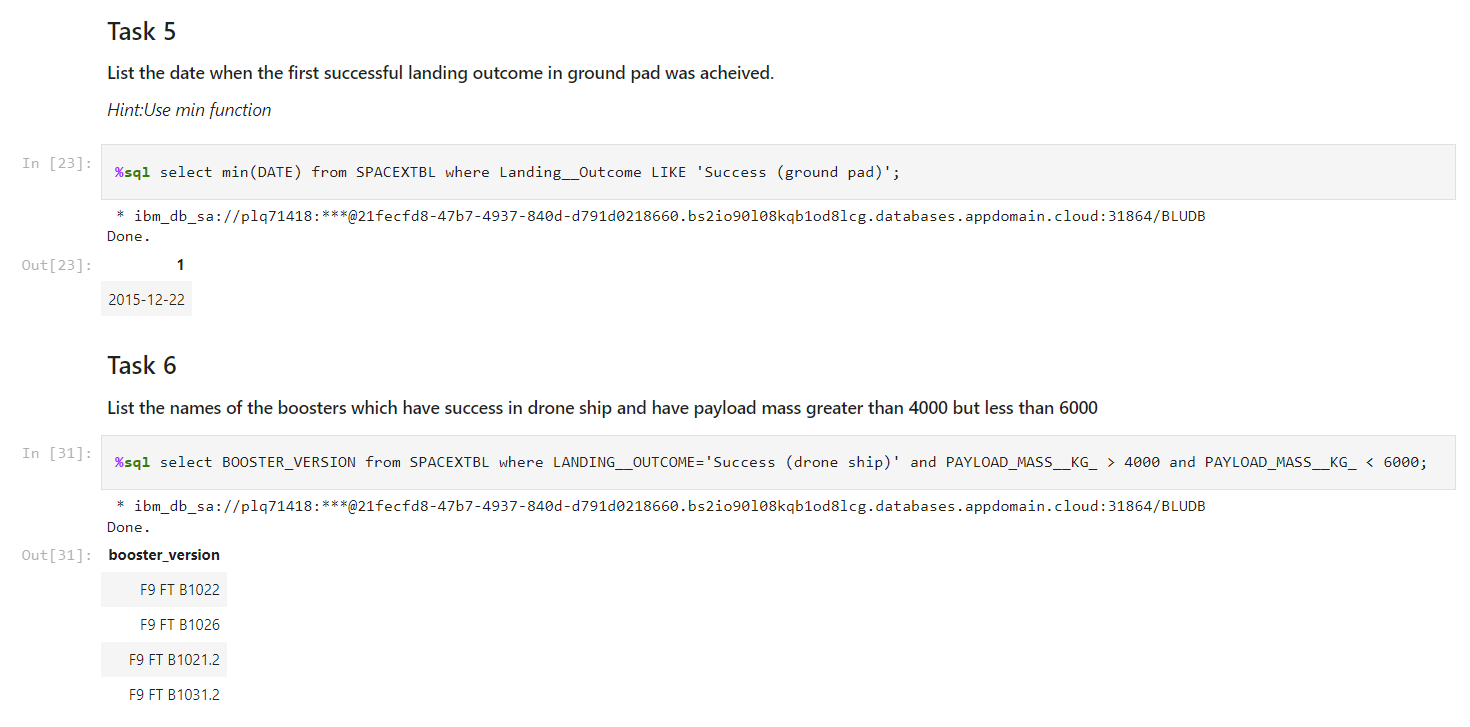 Task 5
List the date when the first successful landing outcome in ground pad was acheived.
Hint:Use min function
In [23]: %sql select min(DATE) from SPACEXTBL where Landing__Outcome LIKE 'Success (ground pad)';
* ibm_db_sa://plq71418:***@21fecfd8-47b7-4937-840d-d791d0218660.bs2io90l08kqb1od8lcg.databases.appdomain.cloud:31864/BLUDB
Done.
Out[23]: 1
2015-12-22
Task 6
List the names of the boosters which have success in drone ship and have payload mass greater than 4000 but less than 6000
In [31]: %sql select BOOSTER_VERSION from SPACEXTBL where LANDING__OUTCOME='Success (drone ship)' and PAYLOAD_MASS__KG_ > 4000 and PAYLOAD_MASS__KG_ < 6000;
* ibm_db_sa://plq71418:***@21fecfd8-47b7-4937-840d-d791d0218660.bs2io90l08kqb1od8lcg.databases.appdomain.cloud:31864/BLUDB
Done.
Out[31]: booster_version
F9 FT B1022
F9 FT B1026
F9 FT B1021.2
F9 FT B1031.2